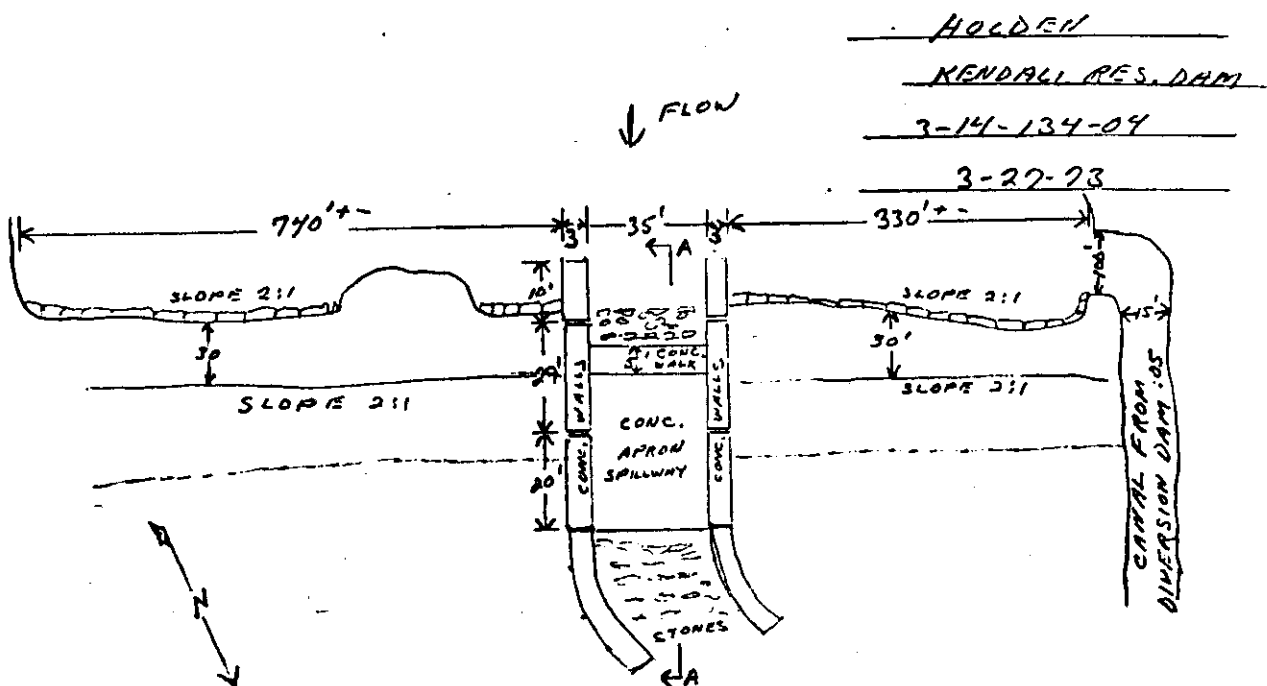 HOLDEN
KENDALL RES. DAM
3-14-134-04
3-27-73
FLOW
740'+-
3'
35'
3'
330'+-
A
10'
100'
SLOPE 2:1
SLOPE 2:1
15'
30'
30'
CONC.
WALK
SLOPE 2:1
SLOPE 2:1
WALLS
WALLS
CONC.
APRON
SPILLWAY
20'
CONC.
CONC.
CANAL FROM
DIVERSION DAM :05
N
STONES
A